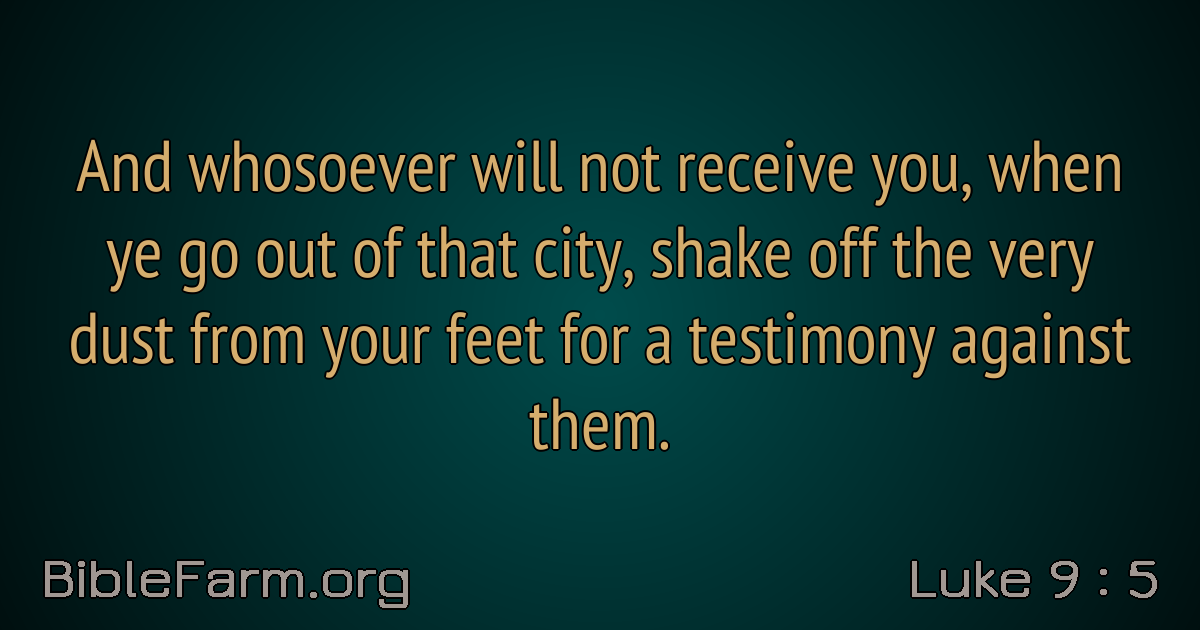 And whosoever will not receive you, when
ye go out of that city, shake off the very
dust from your feet for a testimony against
them.
BibleFarm.org
Luke 9 : 5